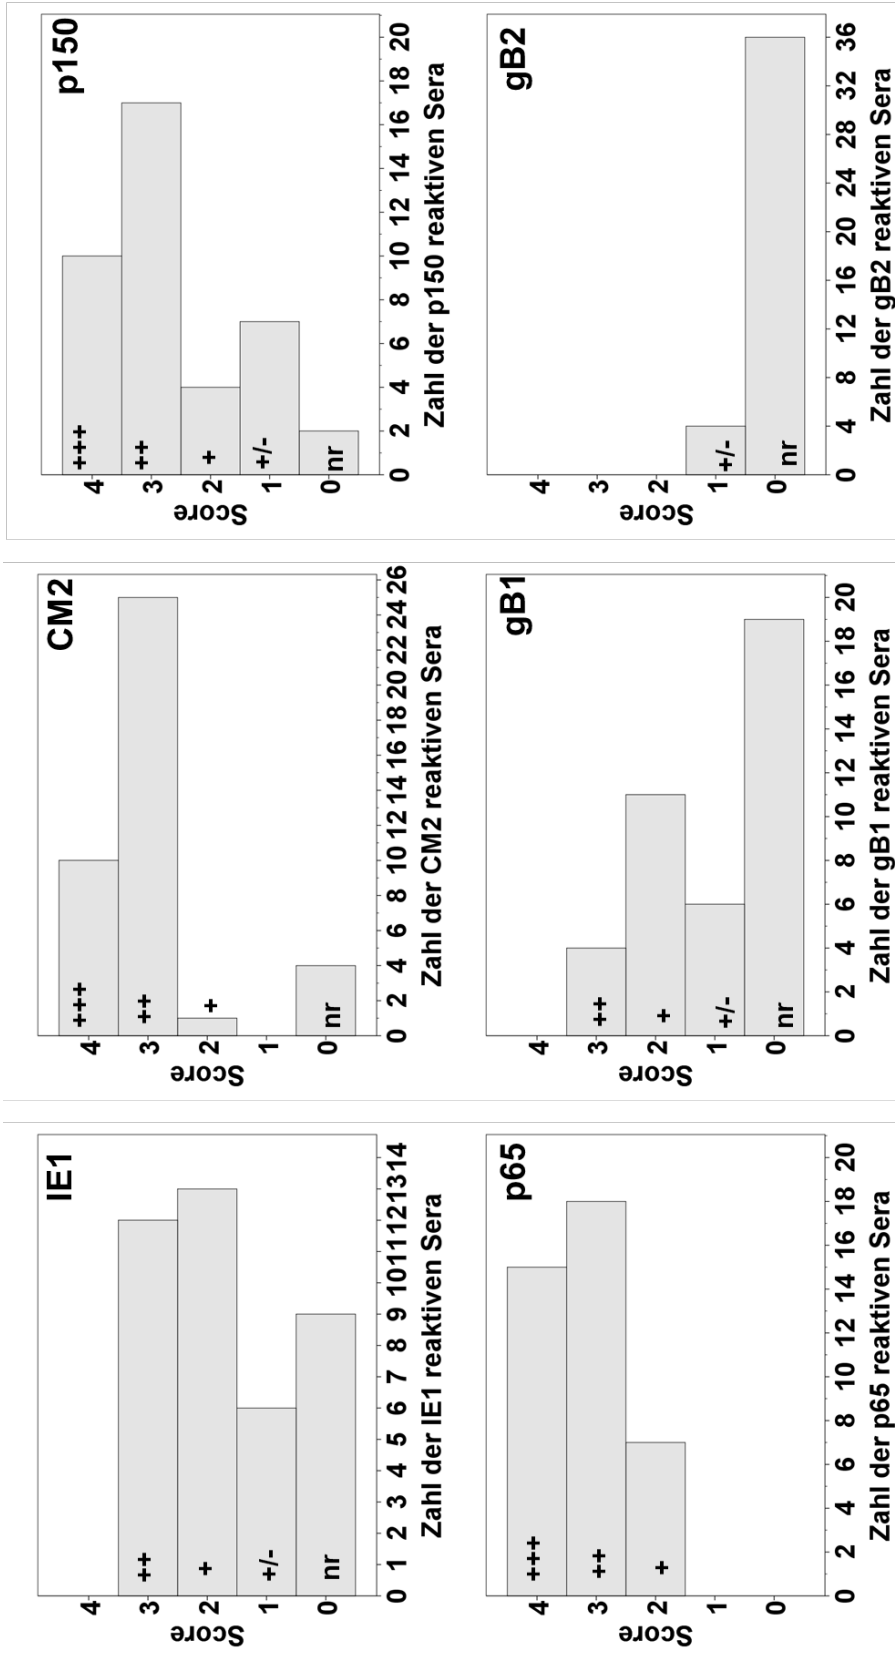 IE1
Score
4
3
2
1
0
++
+
+/-
nr
0 1 2 3 4 5 6 7 8 9 10 11 12 13 14
Zahl der IE1 reaktiven Sera
CM2
Score
4
3
2
1
0
+++
++
+
nr
0 2 4 6 8 10 12 14 16 18 20 22 24 26
Zahl der CM2 reaktiven Sera
p150
Score
4
3
2
1
0
+++
++
+
+/-
nr
0 2 4 6 8 10 12 14 16 18 20
Zahl der p150 reaktiven Sera
p65
Score
4
3
2
1
0
+++
++
+
0 2 4 6 8 10 12 14 16 18 20
Zahl der p65 reaktiven Sera
gB1
Score
4
3
2
1
0
++
+
+/-
nr
0 2 4 6 8 10 12 14 16 18 20
Zahl der gB1 reaktiven Sera
gB2
Score
4
3
2
1
0
+/-
nr
0 4 8 12 16 20 24 28 32 36
Zahl der gB2 reaktiven Sera